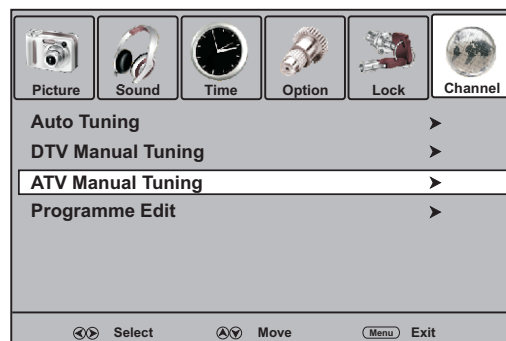 Picture Sound Time Option Lock Channel
Auto Tuning
DTV Manual Tuning
ATV Manual Tuning
Programme Edit
Select Move Menu Exit